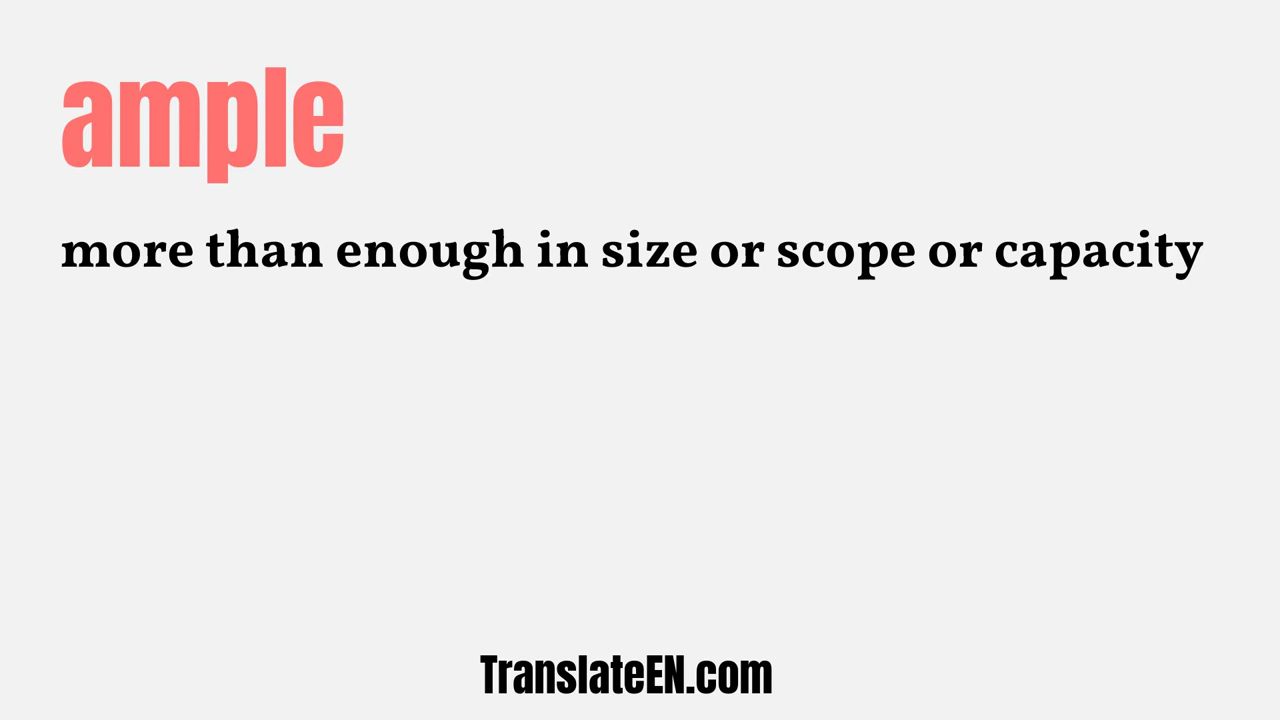 ample
more than enough in size or scope or capacity
TranslateEN.com